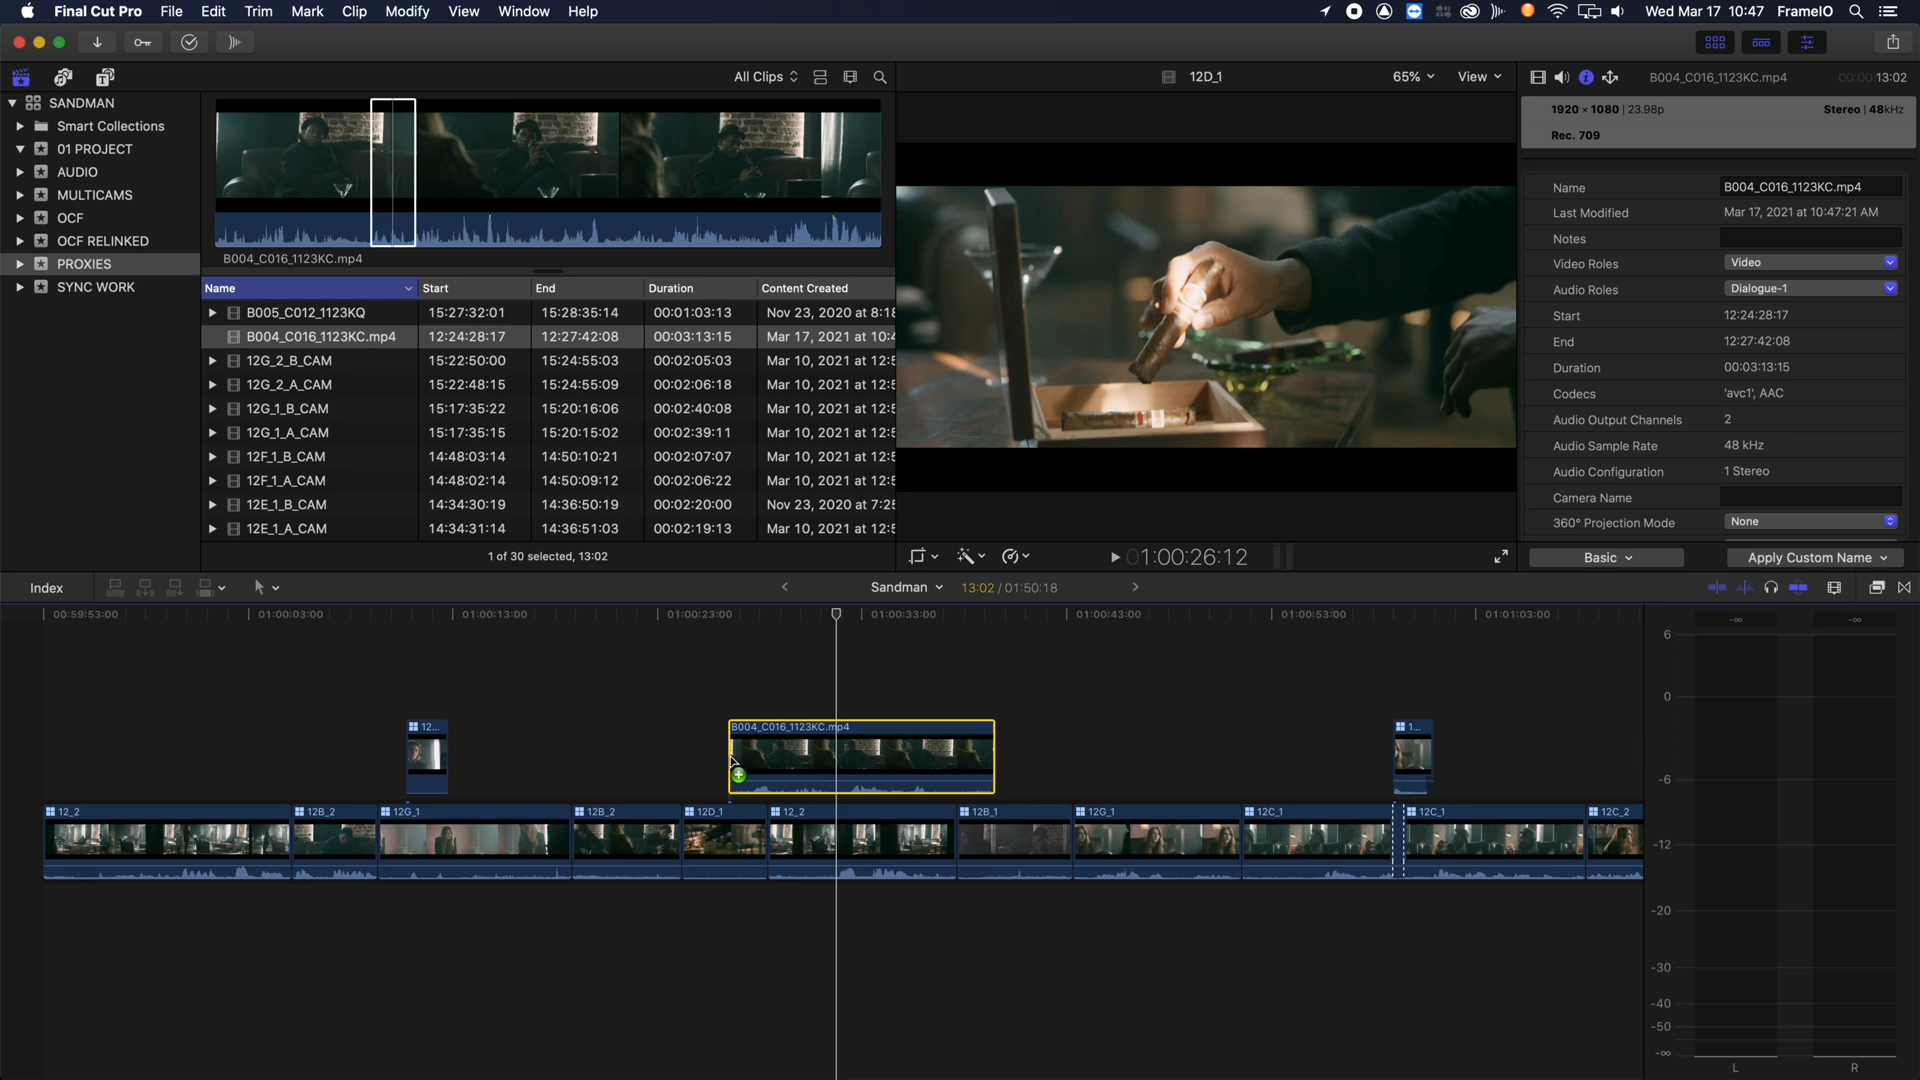 Final Cut Pro File Edit Trim Mark Clip Modify View Window Help Wed Mar 17 10:47 FrameIO
All Clips 12D_1 65% View B004_C016_1123KC.mp4 00:00:13:02
SANDMAN
Smart Collections
01 PROJECT
AUDIO
MULTICAMS
OCF
OCF RELINKED
PROXIES
SYNC WORK
B004_C016_1123KC.mp4
Name Start End Duration Content Created
B005_C012_1123KQ 15:27:32:01 15:28:35:14 00:01:03:13 Nov 23, 2020 at 8:18
B004_C016_1123KC.mp4 12:24:28:17 12:27:42:08 00:03:13:15 Mar 17, 2021 at 10:4
12G_2_B_CAM 15:22:50:00 15:24:55:03 00:02:05:03 Mar 10, 2021 at 12:5
12G_2_A_CAM 15:22:48:15 15:24:55:09 00:02:06:18 Mar 10, 2021 at 12:5
12G_1_B_CAM 15:17:35:22 15:20:16:06 00:02:40:08 Mar 10, 2021 at 12:5
12G_1_A_CAM 15:17:35:15 15:20:15:02 00:02:39:11 Mar 10, 2021 at 12:5
12F_1_B_CAM 14:48:03:14 14:50:10:21 00:02:07:07 Mar 10, 2021 at 12:5
12F_1_A_CAM 14:48:02:14 14:50:09:12 00:02:06:22 Mar 10, 2021 at 12:5
12E_1_B_CAM 14:34:30:19 14:36:50:19 00:02:20:00 Nov 23, 2020 at 7:25
12E_1_A_CAM 14:34:31:14 14:36:51:03 00:02:19:13 Mar 10, 2021 at 12:5
1 of 30 selected, 13:02
01:00:26:12
1920 × 1080 | 23.98p Stereo | 48kHz
Rec. 709
Name B004_C016_1123KC.mp4
Last Modified Mar 17, 2021 at 10:47:21 AM
Notes
Video Roles Video
Audio Roles Dialogue-1
Start 12:24:28:17
End 12:27:42:08
Duration 00:03:13:15
Codecs 'avc1', AAC
Audio Output Channels 2
Audio Sample Rate 48 kHz
Audio Configuration 1 Stereo
Camera Name
360° Projection Mode None
Basic Apply Custom Name
Index Sandman 13:02 / 01:50:18
00:59:53:00 01:00:03:00 01:00:13:00 01:00:23:00 01:00:33:00 01:00:43:00 01:00:53:00 01:01:03:00
12... B004_C016_1123KC.mp4 1...
12_2 12B_2 12G_1 12B_2 12D_1 12_2 12B_1 12G_1 12C_1 12C_1 12C_2
-∞ -∞
6
0
-6
-12
-20
-30
-40
-50
-∞
L R